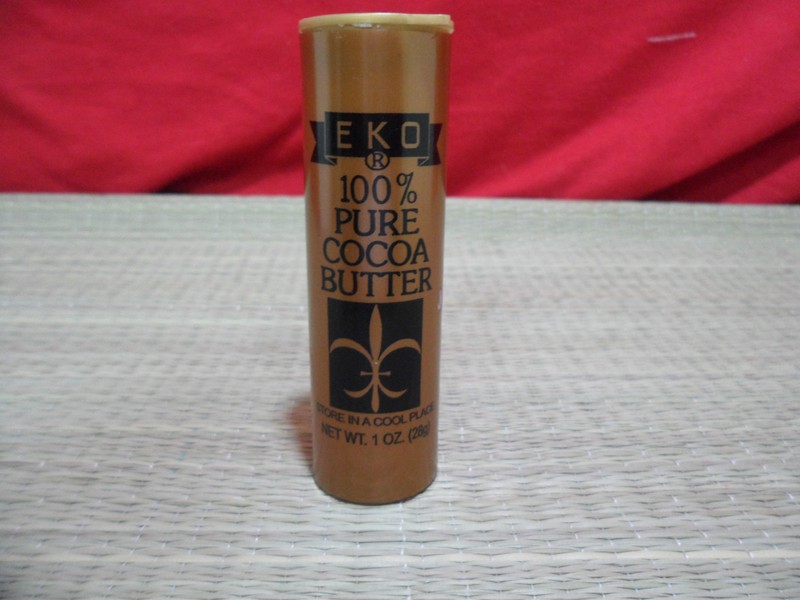 EKO
®
100%
PURE
COCOA
BUTTER
STORE IN A COOL PLACE
NET WT. 1 OZ. (28g)